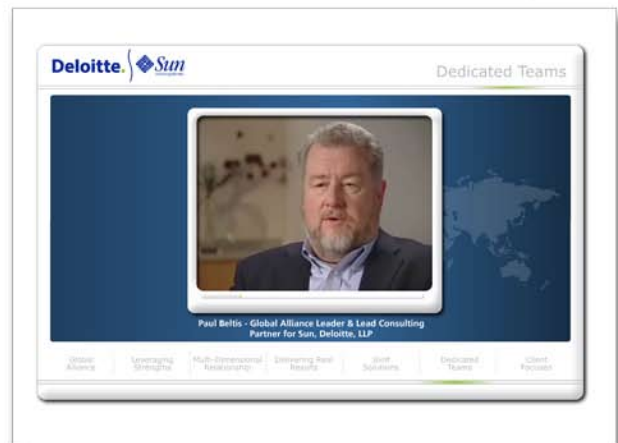 Deloitte. Sun
Dedicated Teams
Paul Beltis - Global Alliance Leader & Lead Consulting
Partner for Sun, Deloitte, LLP
Global Alliance
Leveraging Strengths
Multi-Dimensional Relationship
Delivering Real Results
Joint Solutions
Dedicated Teams
Client Focused